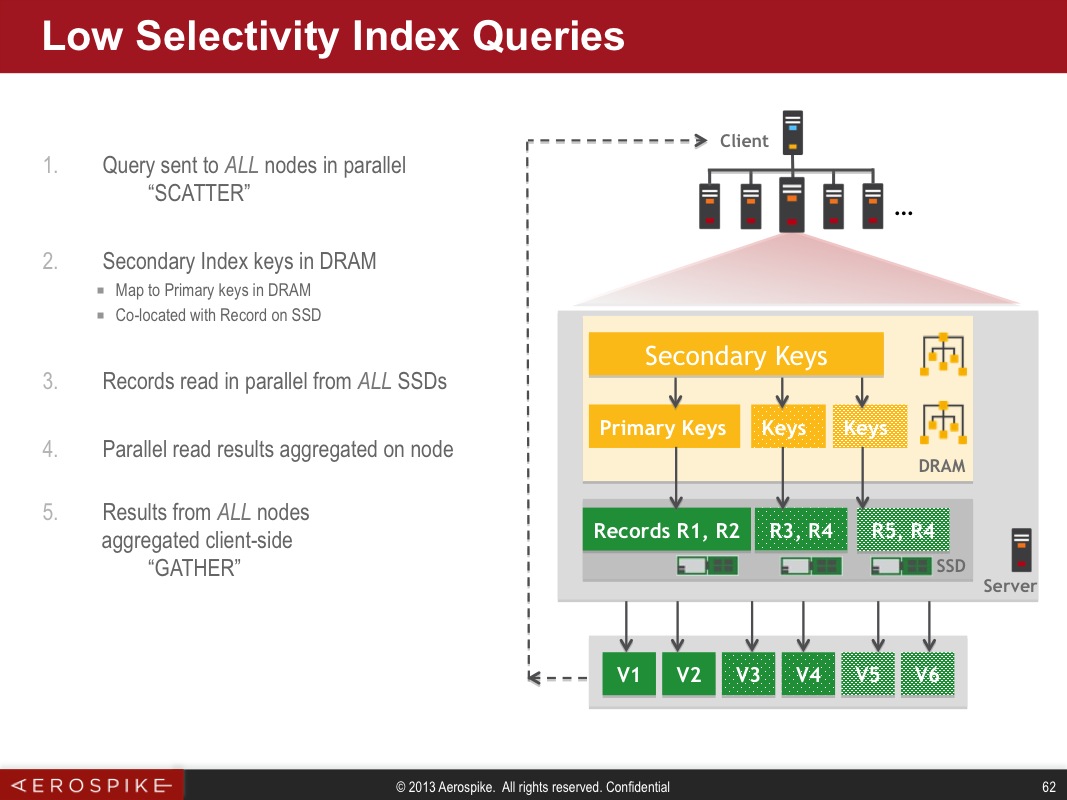 Low Selectivity Index Queries
1. Query sent to ALL nodes in parallel
“SCATTER”
2. Secondary Index keys in DRAM
Map to Primary keys in DRAM
Co-located with Record on SSD
3. Records read in parallel from ALL SSDs
4. Parallel read results aggregated on node
5. Results from ALL nodes
aggregated client-side
“GATHER”
Client
...
Secondary Keys
Primary Keys
Keys
Keys
DRAM
Records R1, R2
R3, R4
R5, R4
SSD
Server
V1
V2
V3
V4
V5
V6
AEROSPIKE
© 2013 Aerospike. All rights reserved. Confidential
62